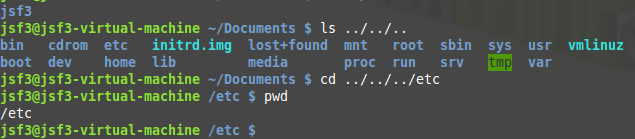 jsf3
jsf3@jsf3-virtual-machine ~/Documents $ ls ../../..
bin   cdrom  etc   initrd.img  lost+found  mnt   root  sbin  sys  usr  vmlinuz
boot  dev    home  lib         media       proc  run   srv   tmp  var
jsf3@jsf3-virtual-machine ~/Documents $ cd ../../../etc
jsf3@jsf3-virtual-machine /etc $ pwd
/etc
jsf3@jsf3-virtual-machine /etc $